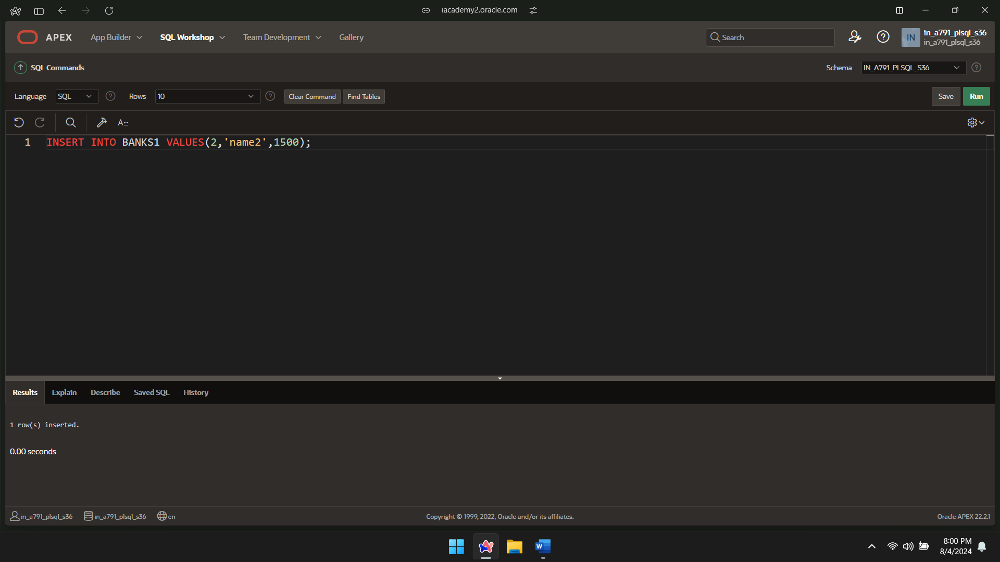 iacademy2.oracle.com
APEX App Builder SQL Workshop Team Development Gallery Search IN in_a791_plsql_s36
in_a791_plsql_s36
SQL Commands Schema IN_A791_PLSQL_S36
Language SQL Rows 10 Clear Command Find Tables Save Run
1 INSERT INTO BANKS1 VALUES(2,'name2',1500);
Results Explain Describe Saved SQL History
1 row(s) inserted.
0.00 seconds
in_a791_plsql_s36 in_a791_plsql_s36 en Copyright © 1999, 2022, Oracle and/or its affiliates. Oracle APEX 22.2.1
8:00 PM
8/4/2024